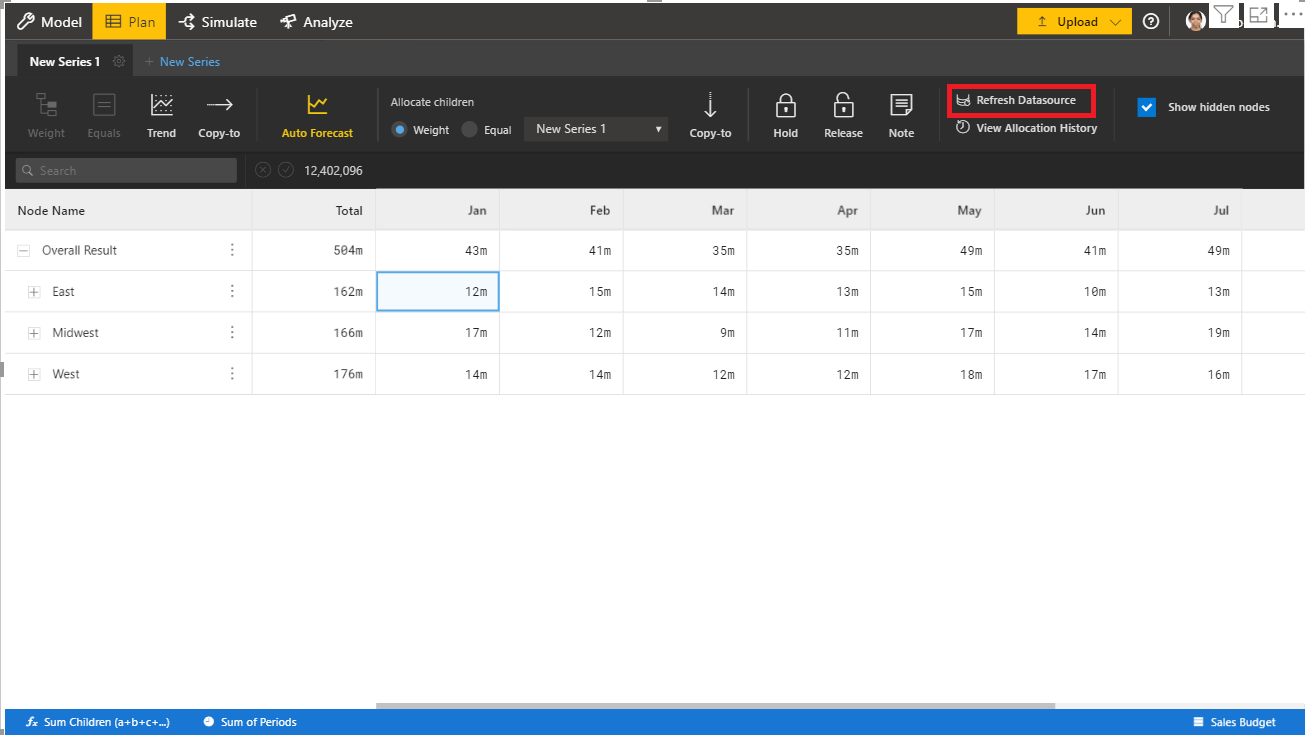 Model Plan Simulate Analyze Upload
New Series 1 + New Series
Weight Equals Trend Copy-to Auto Forecast
Allocate children
Weight Equal New Series 1
Copy-to Hold Release Note
Refresh Datasource
View Allocation History
Show hidden nodes
Search 12,402,096
Node Name Total Jan Feb Mar Apr May Jun Jul
Overall Result 504m 43m 41m 35m 35m 49m 41m 49m
East 162m 12m 15m 14m 13m 15m 10m 13m
Midwest 166m 17m 12m 9m 11m 17m 14m 19m
West 176m 14m 14m 12m 12m 18m 17m 16m
fx Sum Children (a+b+c+...) Sum of Periods Sales Budget